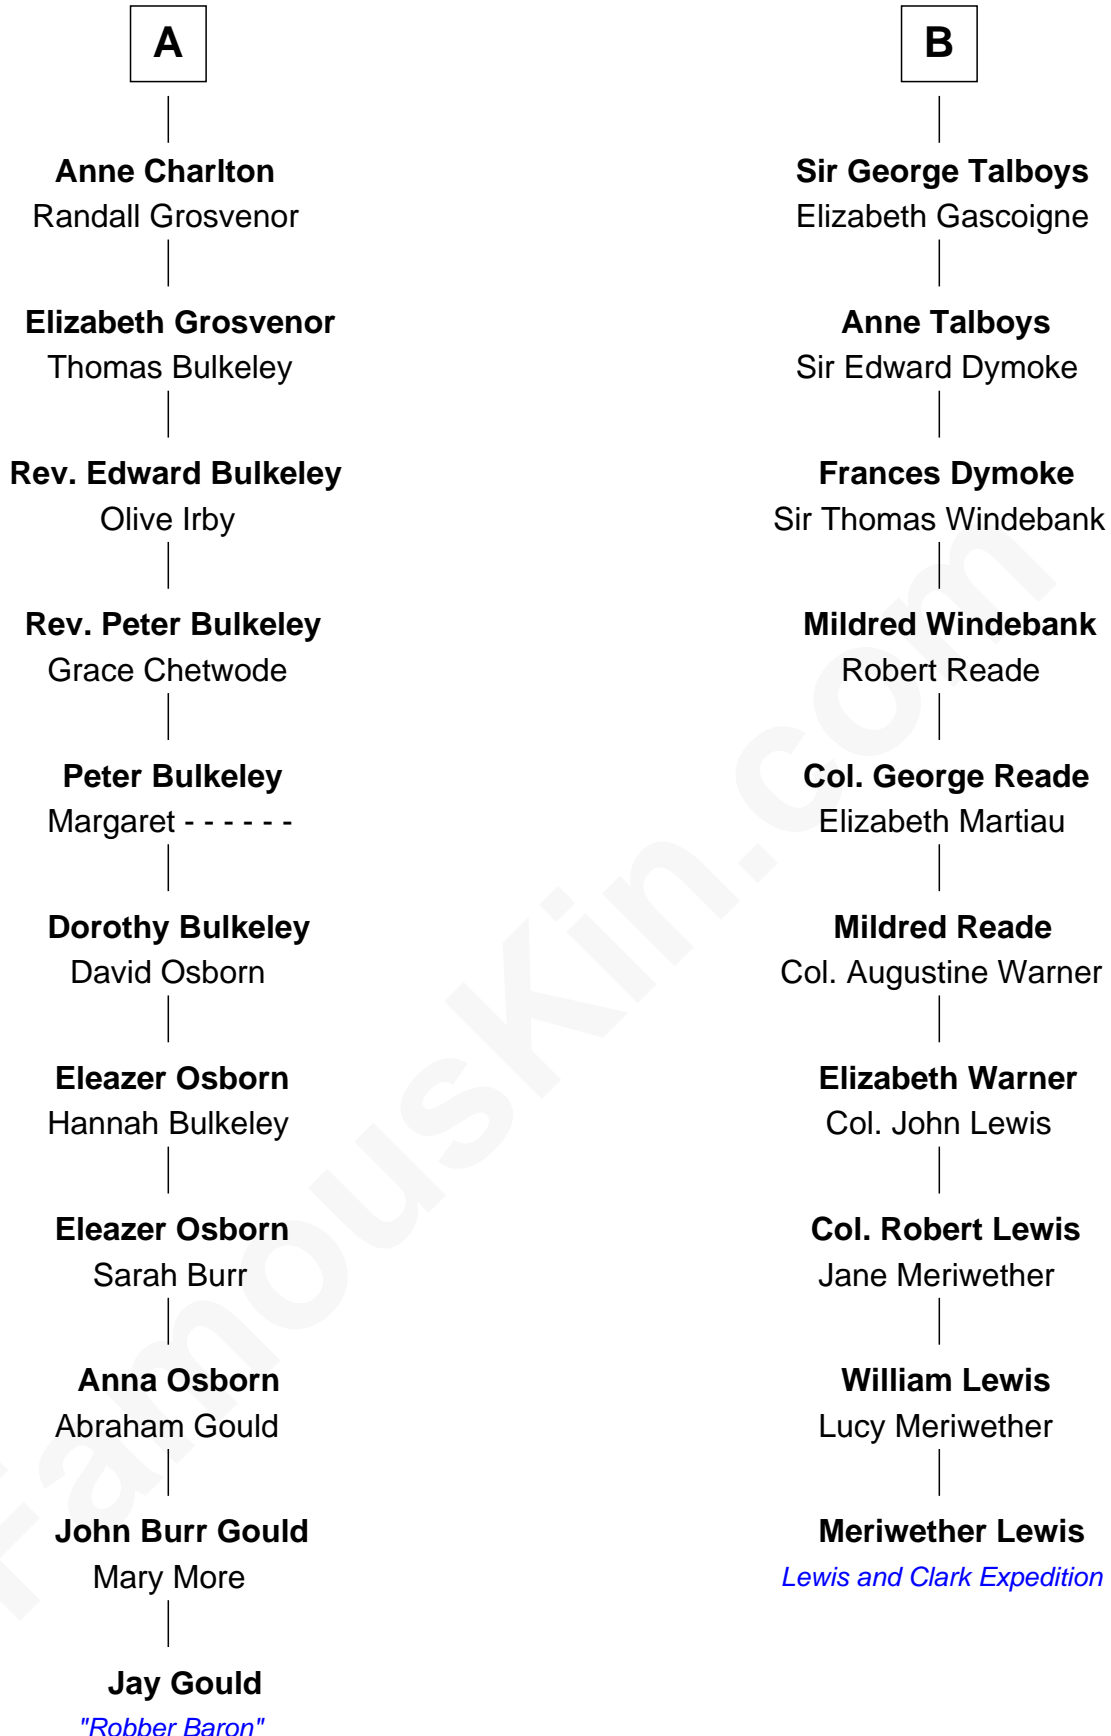 A
Anne Charlton
Randall Grosvenor
Elizabeth Grosvenor
Thomas Bulkeley
Rev. Edward Bulkeley
Olive Irby
Rev. Peter Bulkeley
Grace Chetwode
Peter Bulkeley
Margaret - - - - - -
Dorothy Bulkeley
David Osborn
Eleazer Osborn
Hannah Bulkeley
Eleazer Osborn
Sarah Burr
Anna Osborn
Abraham Gould
John Burr Gould
Mary More
Jay Gould
"Robber Baron"
B
Sir George Talboys
Elizabeth Gascoigne
Anne Talboys
Sir Edward Dymoke
Frances Dymoke
Sir Thomas Windebank
Mildred Windebank
Robert Reade
Col. George Reade
Elizabeth Martiau
Mildred Reade
Col. Augustine Warner
Elizabeth Warner
Col. John Lewis
Col. Robert Lewis
Jane Meriwether
William Lewis
Lucy Meriwether
Meriwether Lewis
Lewis and Clark Expedition
FamousKin.com